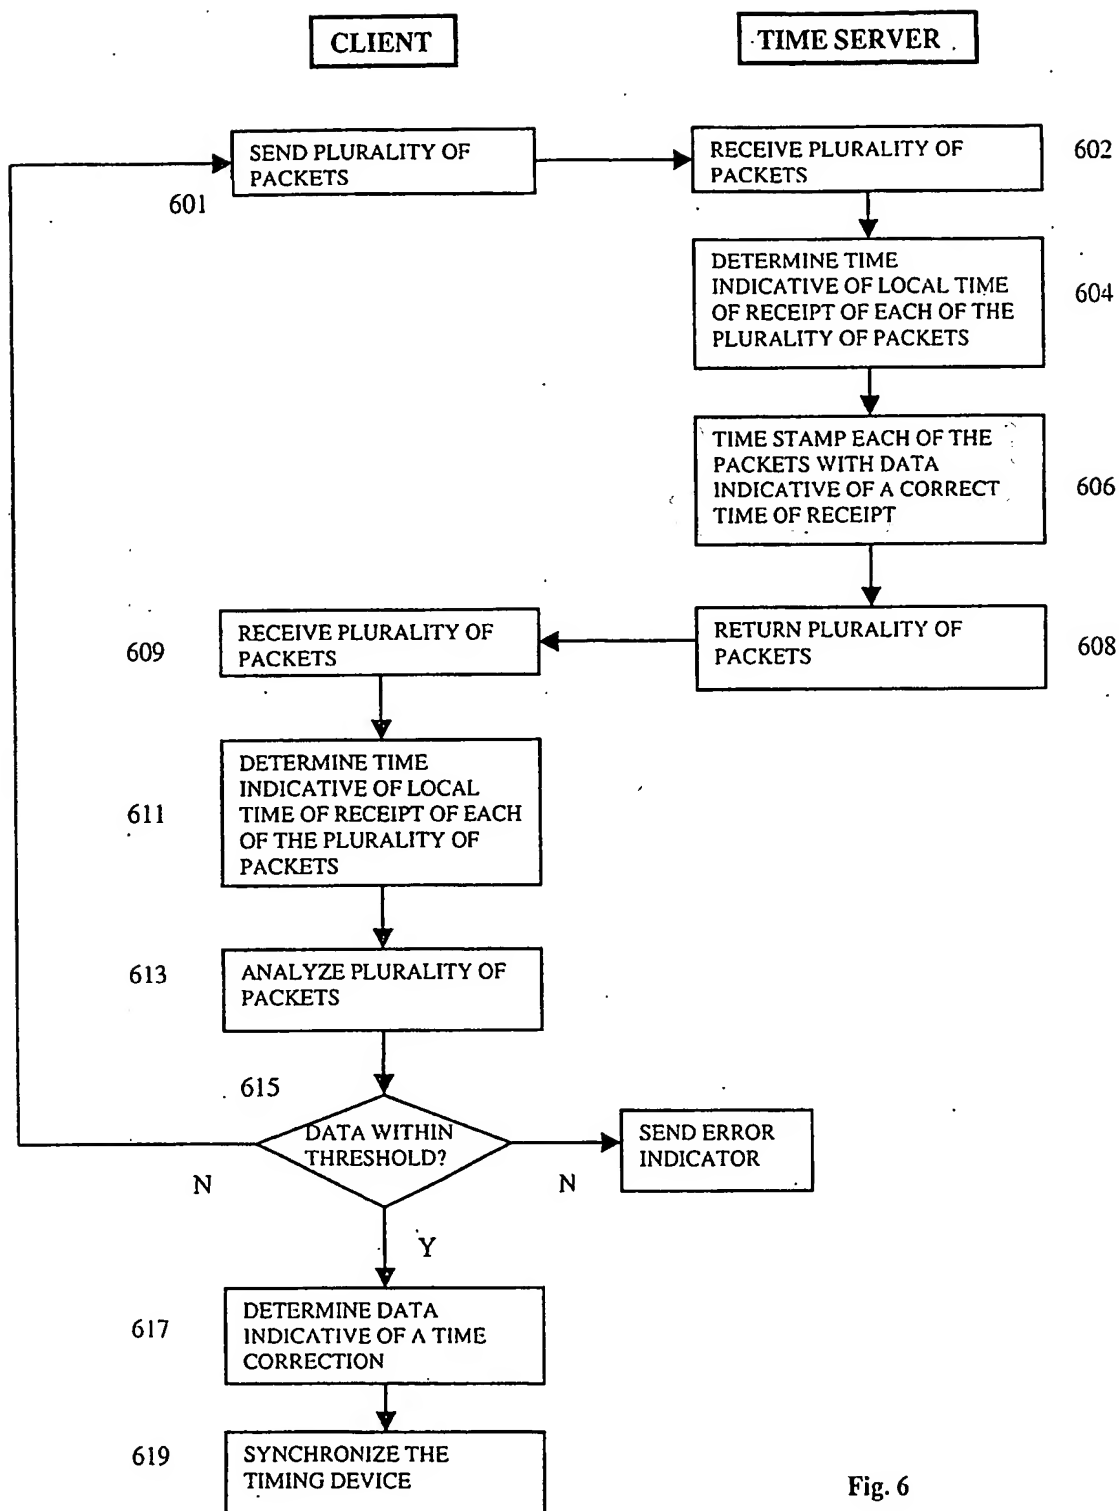 CLIENT
TIME SERVER
SEND PLURALITY OF
PACKETS
601
RECEIVE PLURALITY OF
PACKETS
602
DETERMINE TIME
INDICATIVE OF LOCAL TIME
OF RECEIPT OF EACH OF THE
PLURALITY OF PACKETS
604
TIME STAMP EACH OF THE
PACKETS WITH DATA
INDICATIVE OF A CORRECT
TIME OF RECEIPT
606
RETURN PLURALITY OF
PACKETS
608
609
RECEIVE PLURALITY OF
PACKETS
611
DETERMINE TIME
INDICATIVE OF LOCAL
TIME OF RECEIPT OF EACH
OF THE PLURALITY OF
PACKETS
613
ANALYZE PLURALITY OF
PACKETS
615
DATA WITHIN
THRESHOLD?
N
N
SEND ERROR
INDICATOR
Y
617
DETERMINE DATA
INDICATIVE OF A TIME
CORRECTION
619
SYNCHRONIZE THE
TIMING DEVICE
Fig. 6